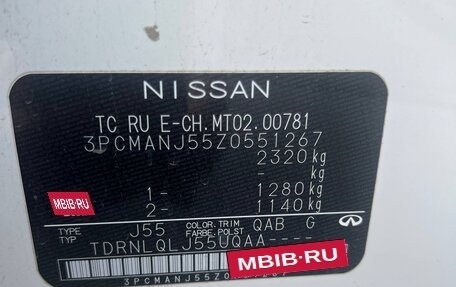 NISSAN
TC RU E-CH.MT02.00781
3PCMANJ55Z0551267
2320 kg
- kg
1- 1280 kg
MBIB.RU 2- 1140 kg
TYPE TYP J55 COLOR.TRIM FARBE.POLST QAB G
TDRNLQLJ55UQAA----
MBIB.RU